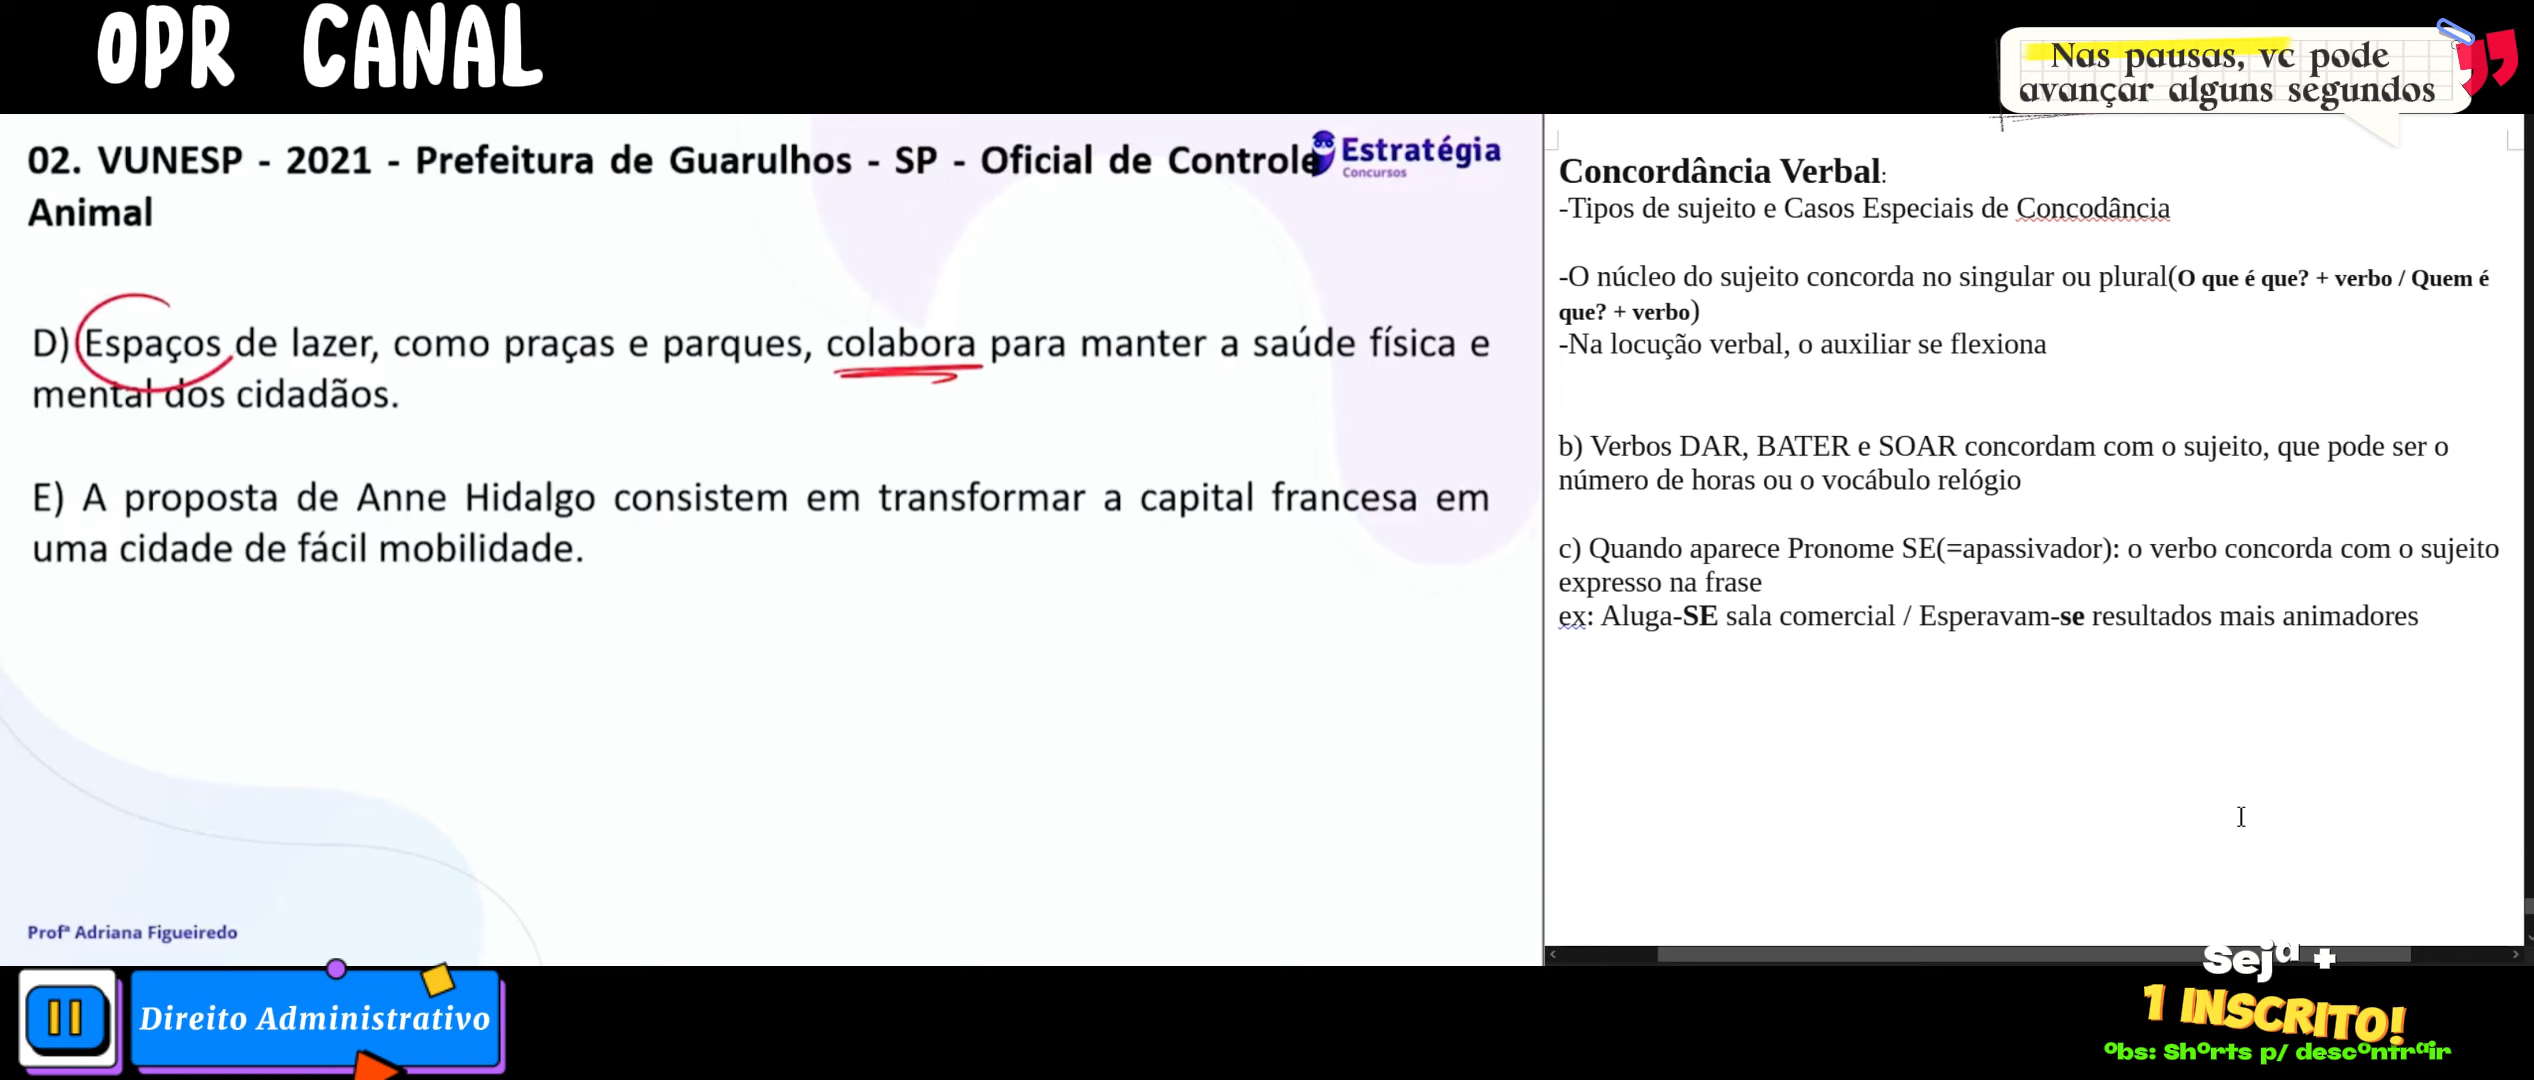 OPR CANAL
Nas pausas, vc pode
avançar alguns segundos
02. VUNESP - 2021 - Prefeitura de Guarulhos - SP - Oficial de Controle
Animal
Estratégia
Concursos
D) Espaços de lazer, como praças e parques, colabora para manter a saúde física e
mental dos cidadãos.
E) A proposta de Anne Hidalgo consistem em transformar a capital francesa em
uma cidade de fácil mobilidade.
Profª Adriana Figueiredo
Concordância Verbal:
-Tipos de sujeito e Casos Especiais de Concodância
-O núcleo do sujeito concorda no singular ou plural(O que é que? + verbo / Quem é
que? + verbo)
-Na locução verbal, o auxiliar se flexiona
b) Verbos DAR, BATER e SOAR concordam com o sujeito, que pode ser o
número de horas ou o vocábulo relógio
c) Quando aparece Pronome SE(=apassivador): o verbo concorda com o sujeito
expresso na frase
ex: Aluga-SE sala comercial / Esperavam-se resultados mais animadores
Direito Administrativo
Seja +
1 INSCRITO!
obs: Shorts p/ descontrair